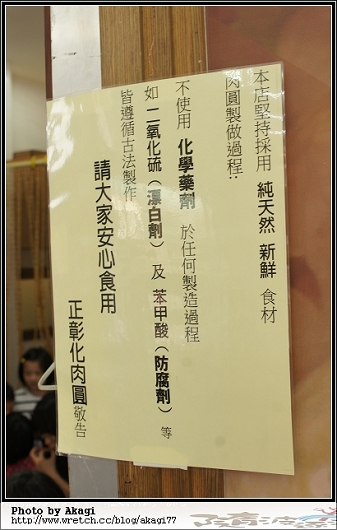 本店堅持採用 純天然 新鮮 食材
肉圓製做過程:
不使用 化學藥劑 於任何製造過程
如 二氧化硫(漂白劑) 及 苯甲酸(防腐劑) 等
皆遵循古法製作
請大家安心食用
正彰化肉圓 敬告
Photo by Akagi
http://www.wretch.cc/blog/akagi77